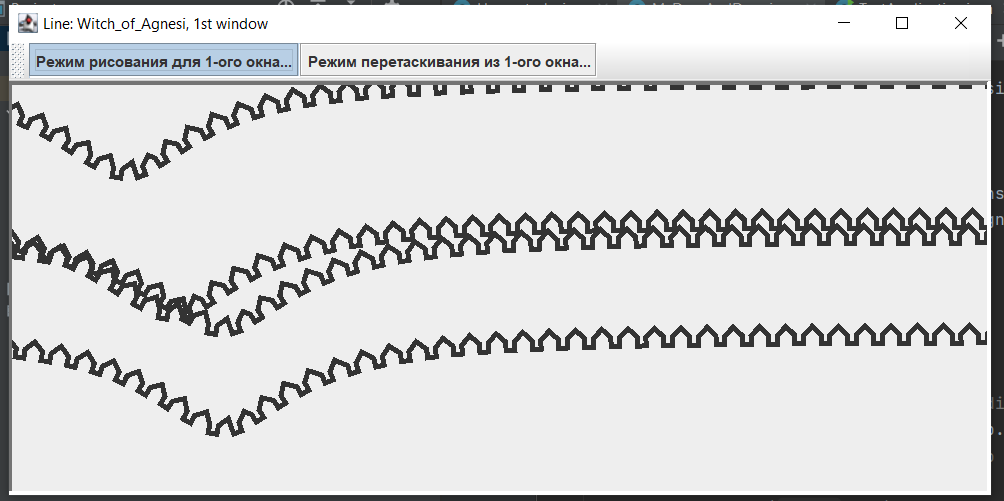 Line: Witch_of_Agnesi, 1st window
Режим рисования для 1-ого окна...
Режим перетаскивания из 1-ого окна...